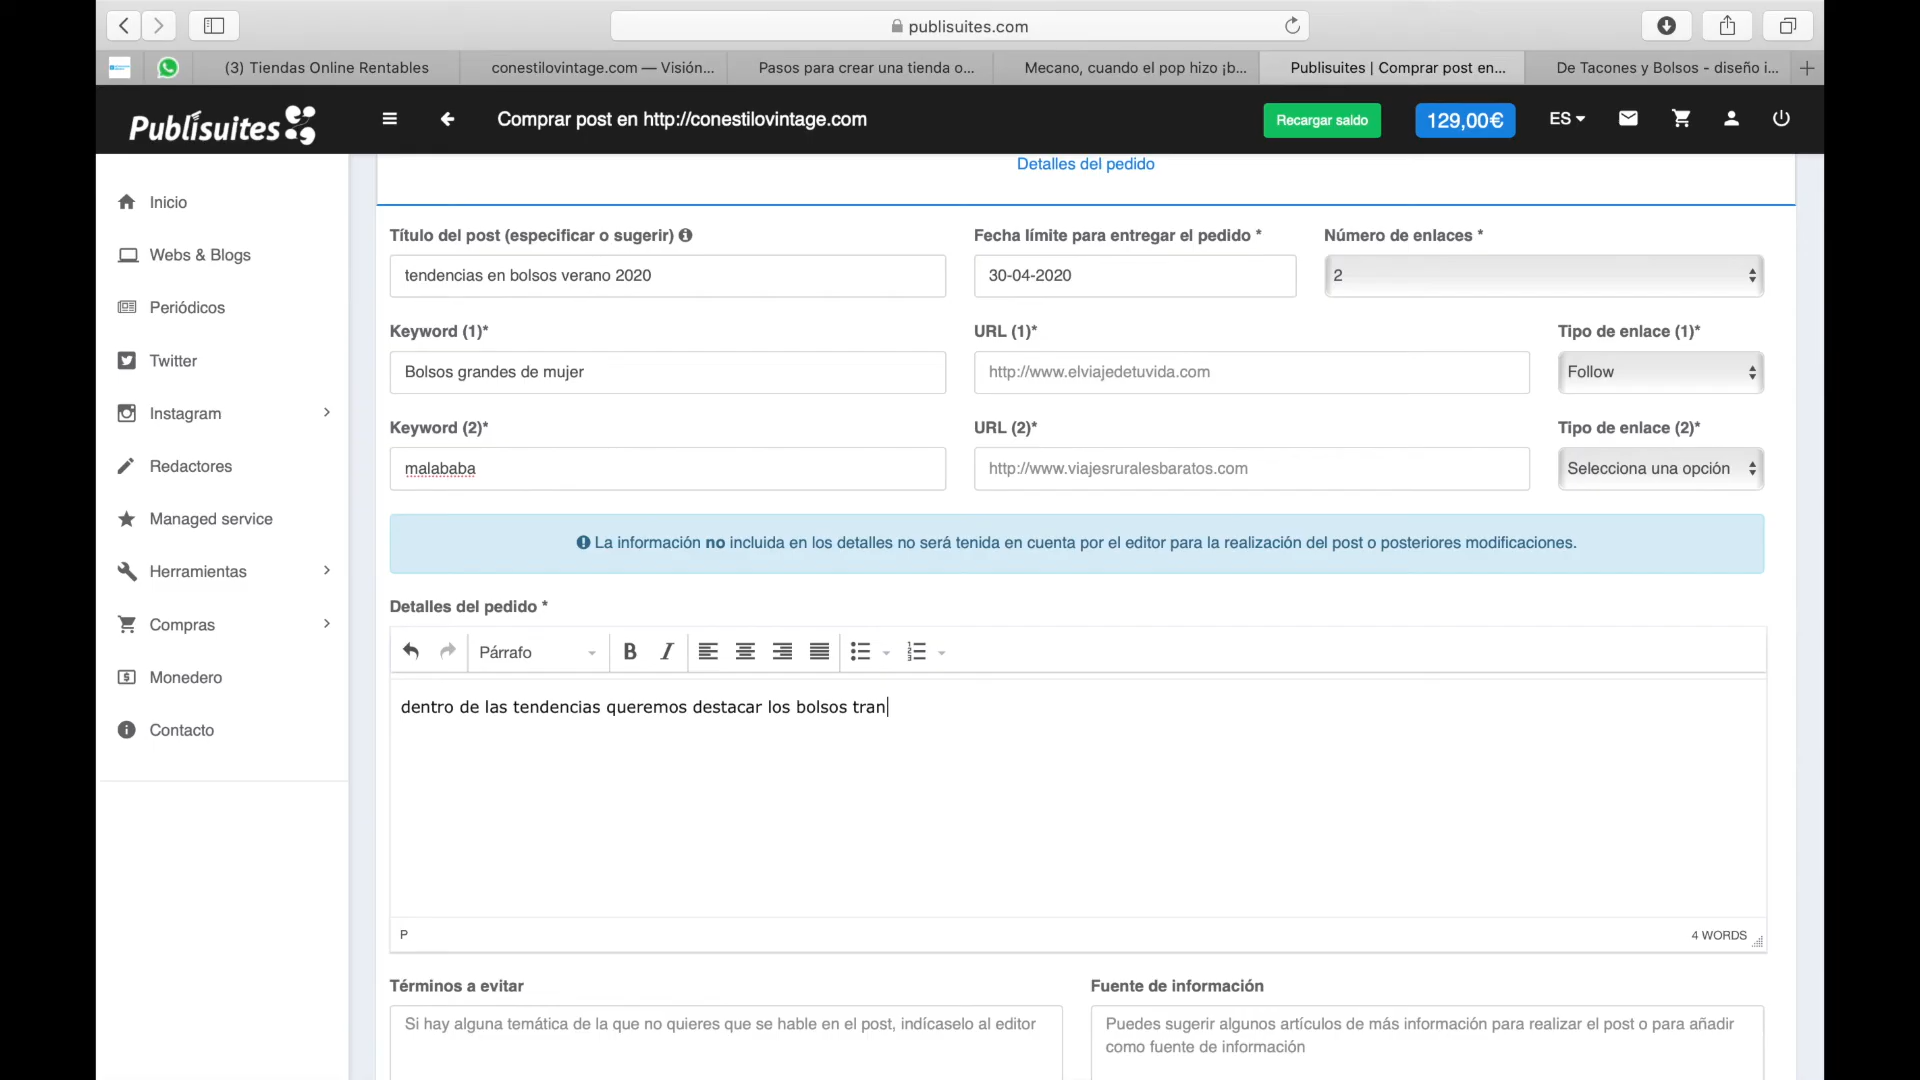 publisuites.com
(3) Tiendas Online Rentables
conestilovintage.com — Visión...
Pasos para crear una tienda o...
Mecano, cuando el pop hizo ¡b...
Publisuites | Comprar post en...
De Tacones y Bolsos - diseño i...
Publisuites
Comprar post en http://conestilovintage.com
Recargar saldo
129,00€
ES
Inicio
Webs & Blogs
Periódicos
Twitter
Instagram
Redactores
Managed service
Herramientas
Compras
Monedero
Contacto
Detalles del pedido
Título del post (especificar o sugerir)
Fecha límite para entregar el pedido *
Número de enlaces *
tendencias en bolsos verano 2020
30-04-2020
2
Keyword (1)*
URL (1)*
Tipo de enlace (1)*
Bolsos grandes de mujer
http://www.elviajedetuvida.com
Follow
Keyword (2)*
URL (2)*
Tipo de enlace (2)*
malababa
http://www.viajesruralesbaratos.com
Selecciona una opción
La información no incluida en los detalles no será tenida en cuenta por el editor para la realización del post o posteriores modificaciones.
Detalles del pedido *
Párrafo
B I
dentro de las tendencias queremos destacar los bolsos tran
P
4 WORDS
Términos a evitar
Fuente de información
Si hay alguna temática de la que no quieres que se hable en el post, indícaselo al editor
Puedes sugerir algunos artículos de más información para realizar el post o para añadir
como fuente de información